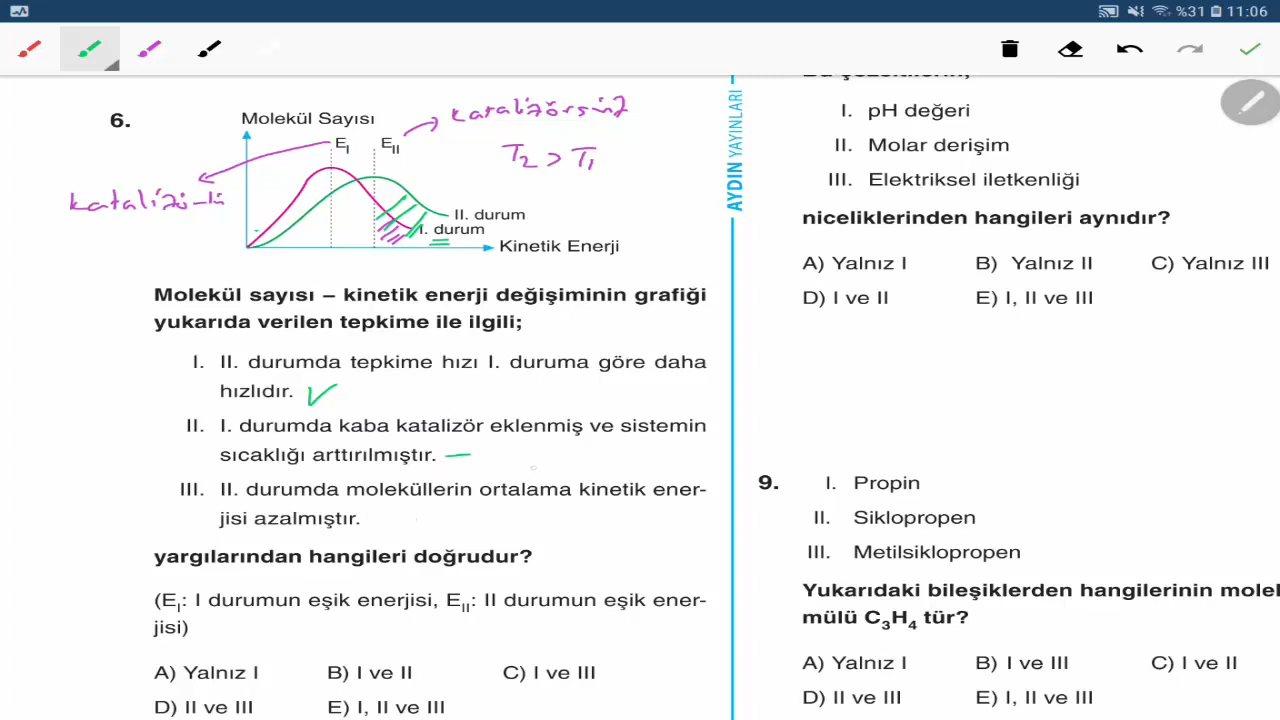 %31 11:06
6.
Molekül Sayısı
E_I
E_II
katalizörsüz
T2 > T1
katalizörlü
II. durum
I. durum
Kinetik Enerji
Molekül sayısı – kinetik enerji değişiminin grafiği
yukarıda verilen tepkime ile ilgili;
I. II. durumda tepkime hızı I. duruma göre daha
hızlıdır.
II. I. durumda kaba katalizör eklenmiş ve sistemin
sıcaklığı arttırılmıştır.
III. II. durumda moleküllerin ortalama kinetik ener-
jisi azalmıştır.
yargılarından hangileri doğrudur?
(E_I: I durumun eşik enerjisi, E_II: II durumun eşik ener-
jisi)
A) Yalnız I B) I ve II C) I ve III
D) II ve III E) I, II ve III
AYDIN YAYINLARI
I. pH değeri
II. Molar derişim
III. Elektriksel iletkenliği
niceliklerinden hangileri aynıdır?
A) Yalnız I B) Yalnız II C) Yalnız III
D) I ve II E) I, II ve III
9. I. Propin
II. Siklopropen
III. Metilsiklopropen
Yukarıdaki bileşiklerden hangilerinin molel
mülü C3H4 tür?
A) Yalnız I B) I ve III C) I ve II
D) II ve III E) I, II ve III